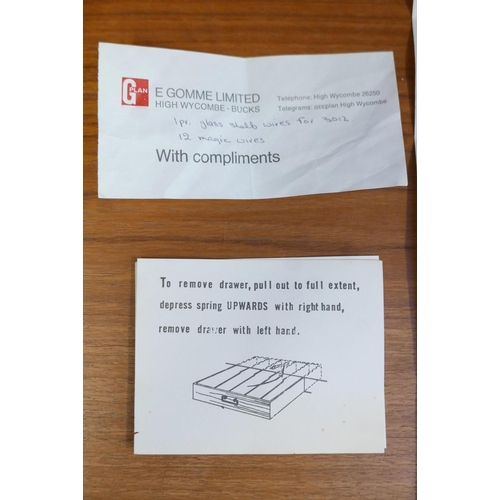 G PLAN
E GOMME LIMITED
HIGH WYCOMBE - BUCKS
Telephone: High Wycombe 26250
Telegrams: exxplan High Wycombe
1pr. glass shelf wires for 3012
12 magic wires
With compliments
To remove drawer, pull out to full extent,
depress spring UPWARDS with right hand,
remove drawer with left hand.